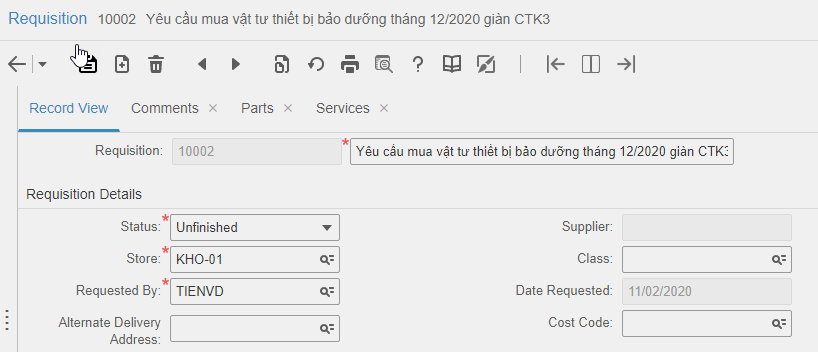 Requisition 10002 Yêu cầu mua vật tư thiết bị bảo dưỡng tháng 12/2020 giàn CTK3
Record View Comments × Parts × Services ×
Requisition: 10002 * Yêu cầu mua vật tư thiết bị bảo dưỡng tháng 12/2020 giàn CTK3
Requisition Details
Status: * Unfinished Supplier:
Store: * KHO-01 Class:
Requested By: * TIENVD Date Requested: 11/02/2020
Alternate Delivery
Address: Cost Code: